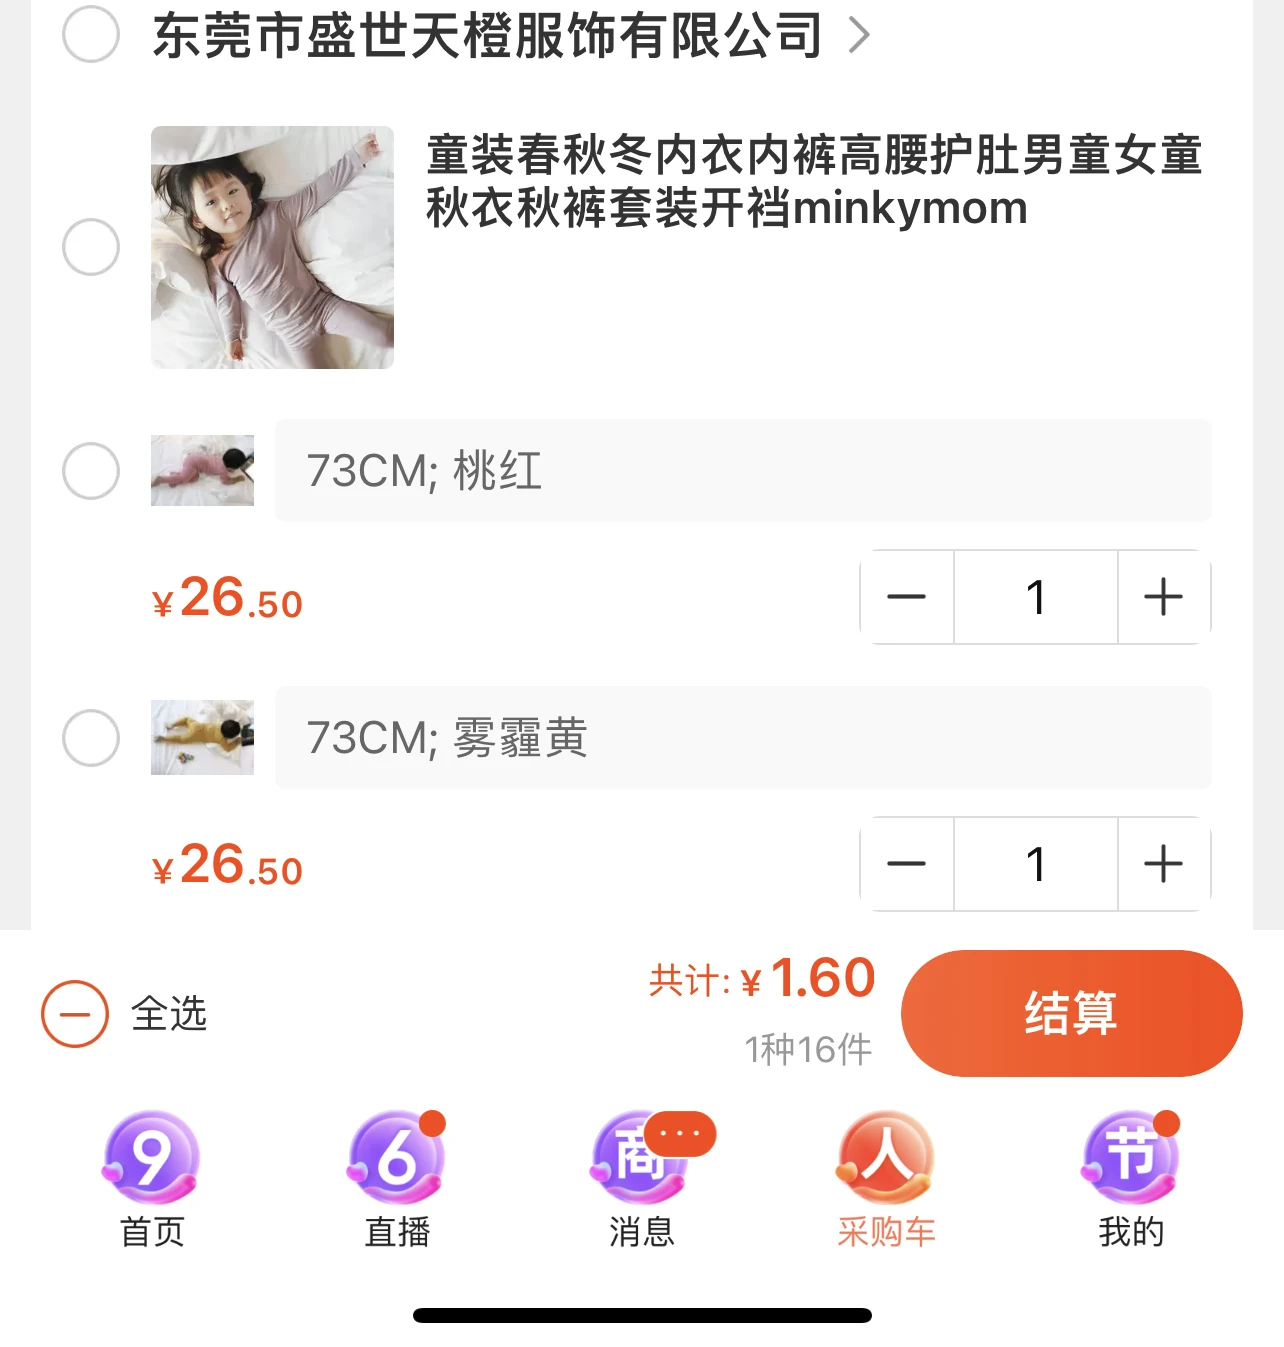 东莞市盛世天橙服饰有限公司
童装春秋冬内衣内裤高腰护肚男童女童
秋衣秋裤套装开裆minkymom
73CM; 桃红
¥26.50
1
73CM; 雾霾黄
¥26.50
1
全选
共计: ¥1.60
1种16件
结算
9
6
商
人
节
首页
直播
消息
采购车
我的